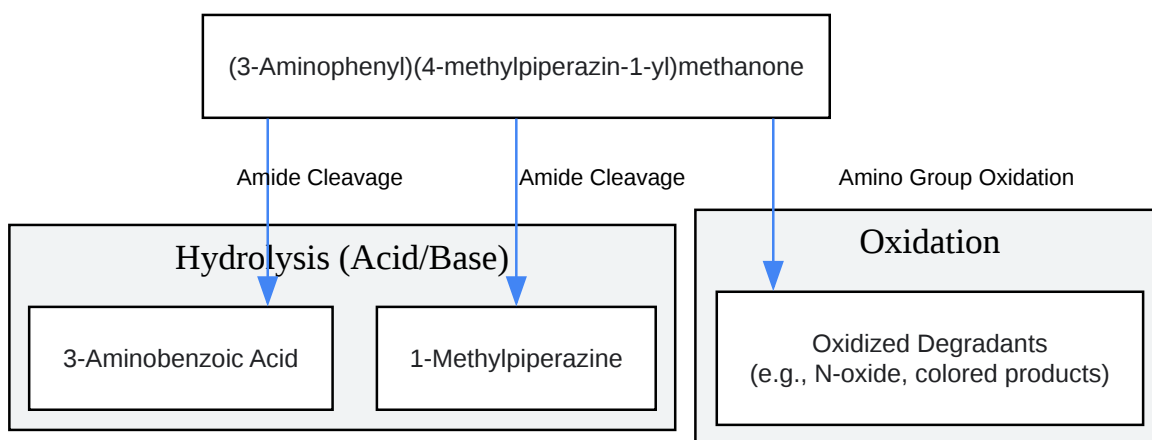 (3-Aminophenyl)(4-methylpiperazin-1-yl)methanone
Amide Cleavage
Amide Cleavage
Amino Group Oxidation
Hydrolysis (Acid/Base)
Oxidation
3-Aminobenzoic Acid
1-Methylpiperazine
Oxidized Degradants
(e.g., N-oxide, colored products)